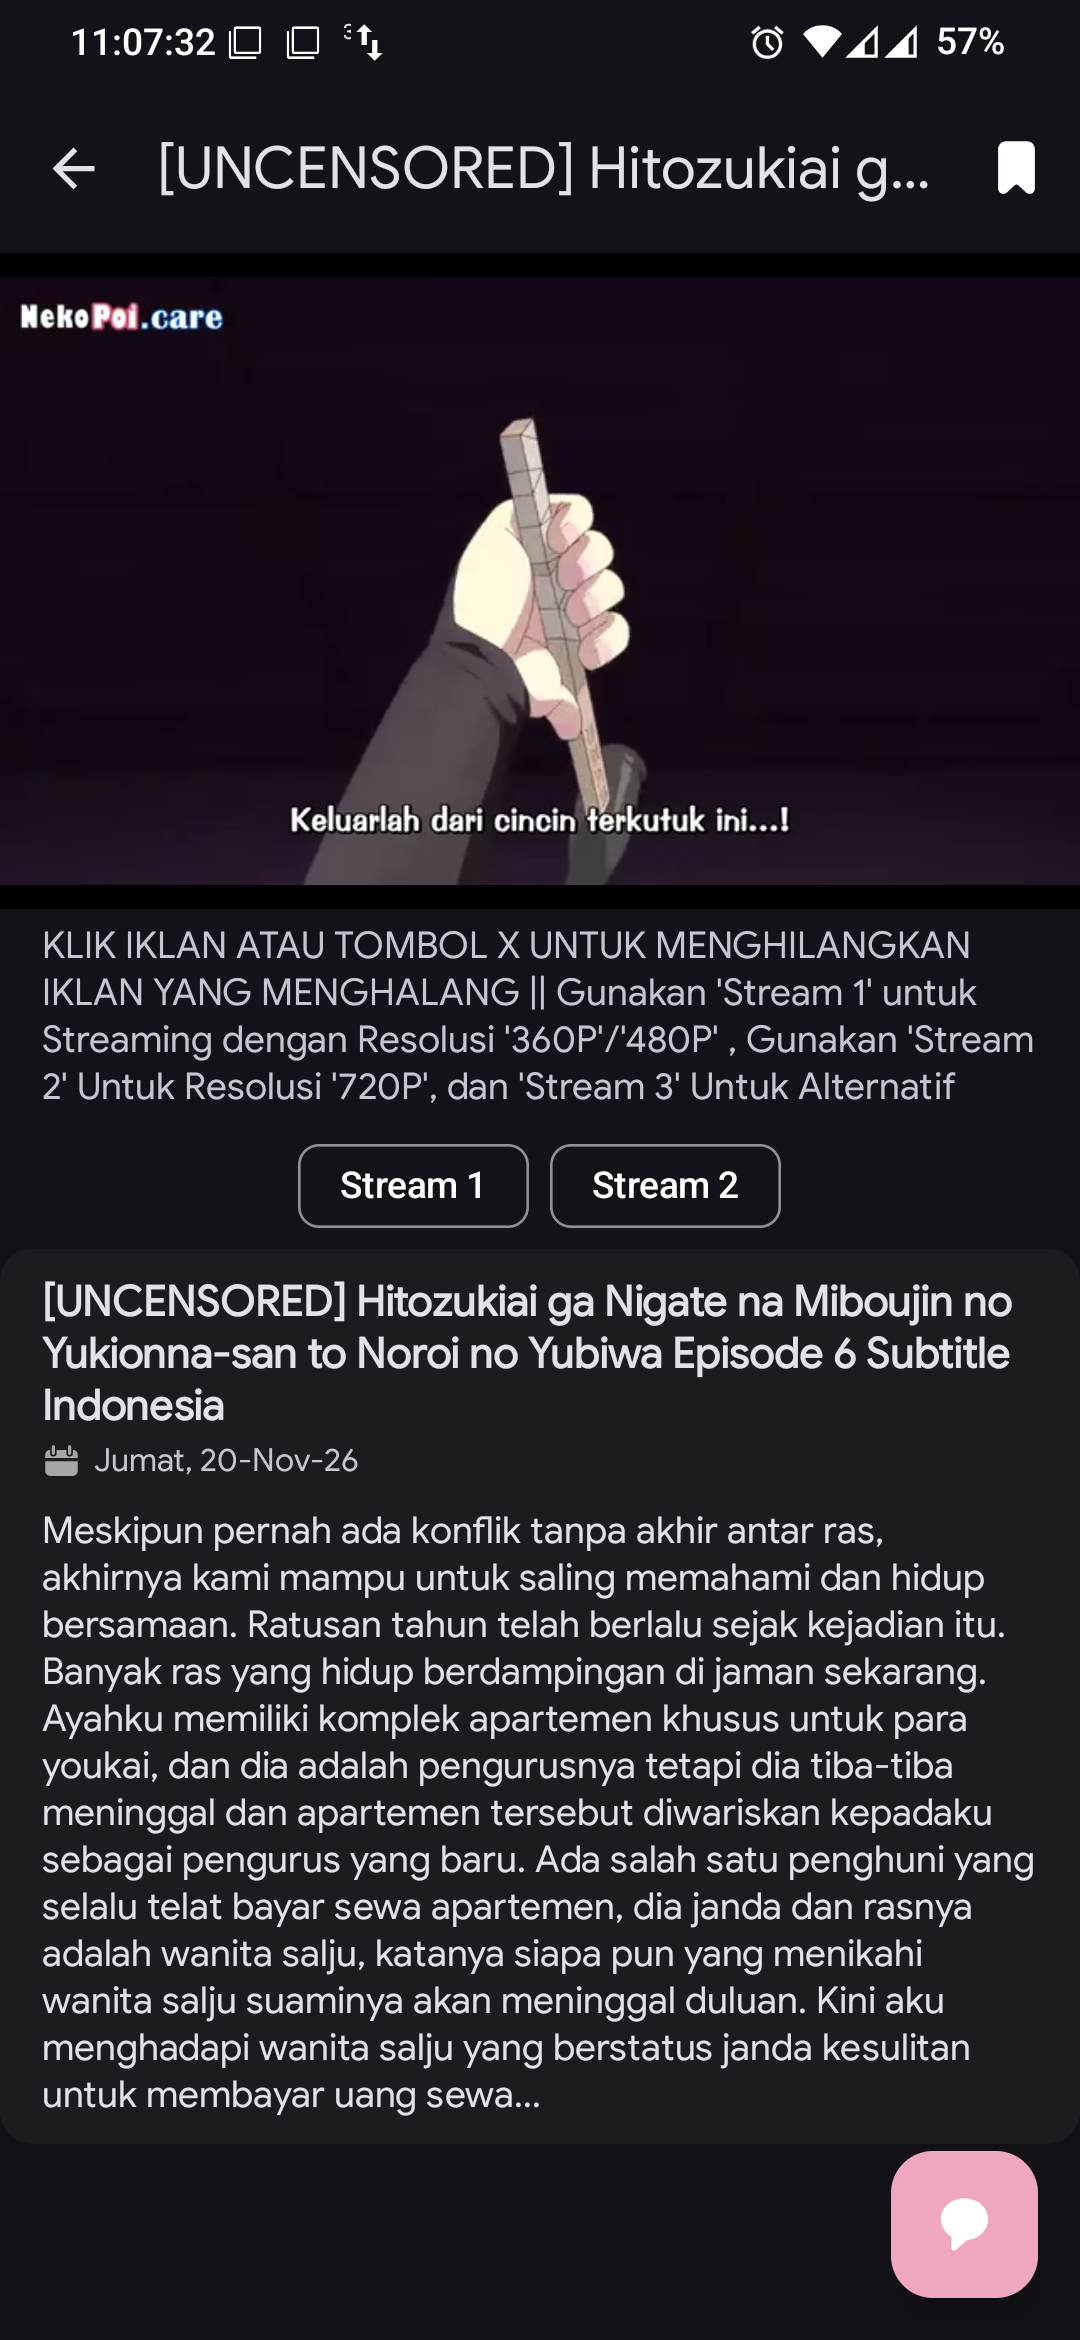 11:07:32
57%
[UNCENSORED] Hitozukiai g...
NekoPoi.care
Keluarlah dari cincin terkutuk ini...!
KLIK IKLAN ATAU TOMBOL X UNTUK MENGHILANGKAN
IKLAN YANG MENGHALANG || Gunakan 'Stream 1' untuk
Streaming dengan Resolusi '360P'/'480P' , Gunakan 'Stream
2' Untuk Resolusi '720P', dan 'Stream 3' Untuk Alternatif
Stream 1
Stream 2
[UNCENSORED] Hitozukiai ga Nigate na Miboujin no
Yukionna-san to Noroi no Yubiwa Episode 6 Subtitle
Indonesia
Jumat, 20-Nov-26
Meskipun pernah ada konflik tanpa akhir antar ras,
akhirnya kami mampu untuk saling memahami dan hidup
bersamaan. Ratusan tahun telah berlalu sejak kejadian itu.
Banyak ras yang hidup berdampingan di jaman sekarang.
Ayahku memiliki komplek apartemen khusus untuk para
youkai, dan dia adalah pengurusnya tetapi dia tiba-tiba
meninggal dan apartemen tersebut diwariskan kepadaku
sebagai pengurus yang baru. Ada salah satu penghuni yang
selalu telat bayar sewa apartemen, dia janda dan rasnya
adalah wanita salju, katanya siapa pun yang menikahi
wanita salju suaminya akan meninggal duluan. Kini aku
menghadapi wanita salju yang berstatus janda kesulitan
untuk membayar uang sewa...